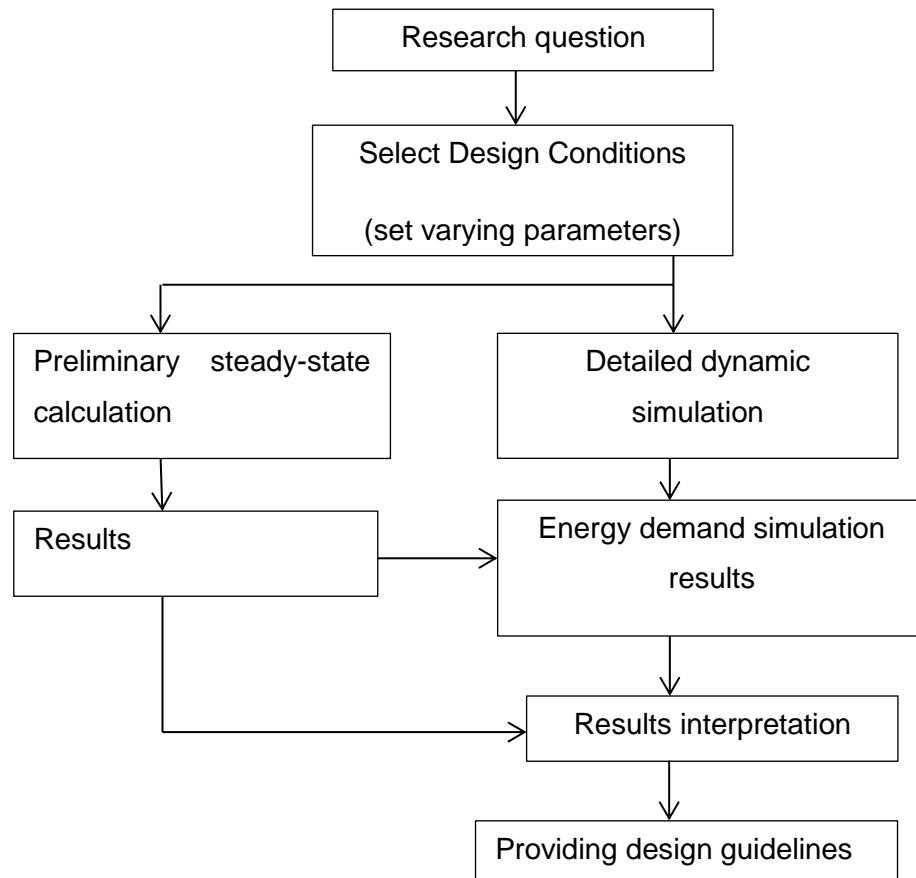 Research question
Select Design Conditions
(set varying parameters)
Preliminary steady-state
calculation
Detailed dynamic
simulation
Results
Energy demand simulation
results
Results interpretation
Providing design guidelines